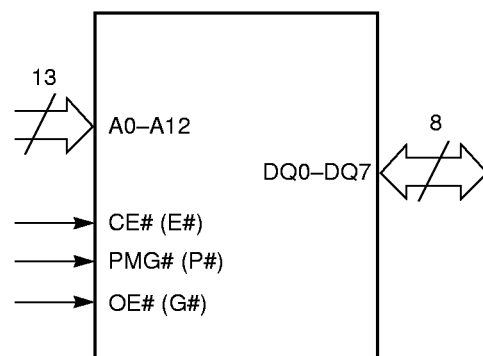 13
A0–A12
8
DQ0–DQ7
CE# (E#)
PMG# (P#)
OE# (G#)